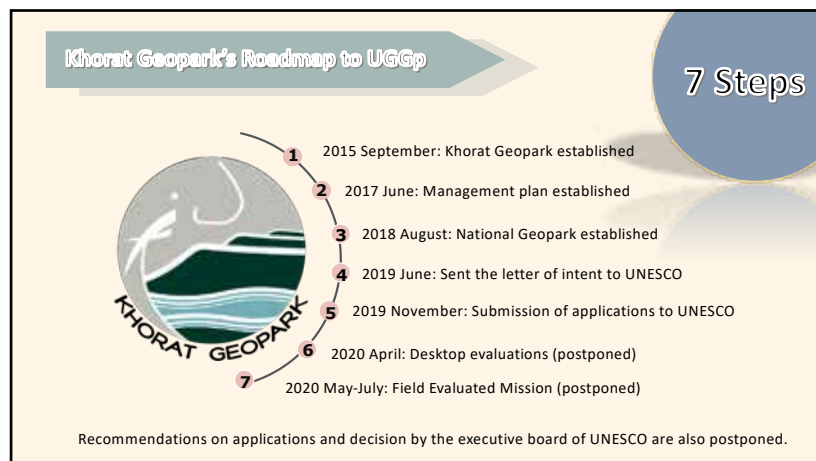 Khorat Geopark's Roadmap to UGGp
7 Steps
1 2015 September: Khorat Geopark established
2 2017 June: Management plan established
3 2018 August: National Geopark established
4 2019 June: Sent the letter of intent to UNESCO
5 2019 November: Submission of applications to UNESCO
6 2020 April: Desktop evaluations (postponed)
7 2020 May-July: Field Evaluated Mission (postponed)
KHORAT GEOPARK
Recommendations on applications and decision by the executive board of UNESCO are also postponed.